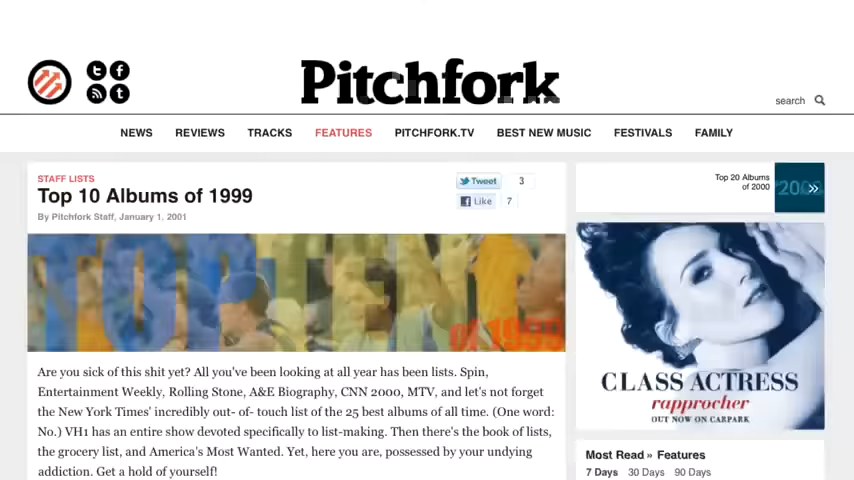 Pitchfork
search
NEWS REVIEWS TRACKS FEATURES PITCHFORK.TV BEST NEW MUSIC FESTIVALS FAMILY
STAFF LISTS
Top 10 Albums of 1999
By Pitchfork Staff, January 1, 2001
Tweet 3
Like 7
TOP TEN
of 1999
Are you sick of this shit yet? All you've been looking at all year has been lists. Spin,
Entertainment Weekly, Rolling Stone, A&E Biography, CNN 2000, MTV, and let's not forget
the New York Times' incredibly out- of- touch list of the 25 best albums of all time. (One word:
No.) VH1 has an entire show devoted specifically to list-making. Then there's the book of lists,
the grocery list, and America's Most Wanted. Yet, here you are, possessed by your undying
addiction. Get a hold of yourself!
Top 20 Albums
of 2000
2000 »
CLASS ACTRESS
rapprocher
OUT NOW ON CARPARK
Most Read » Features
7 Days 30 Days 90 Days